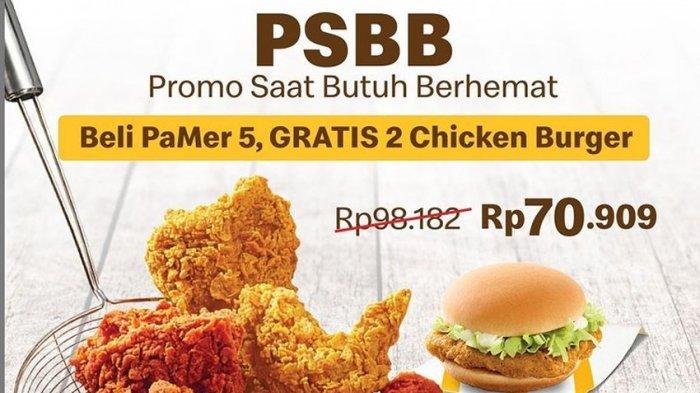 PSBB
Promo Saat Butuh Berhemat
Beli PaMer 5, GRATIS 2 Chicken Burger
Rp98.182 Rp70.909